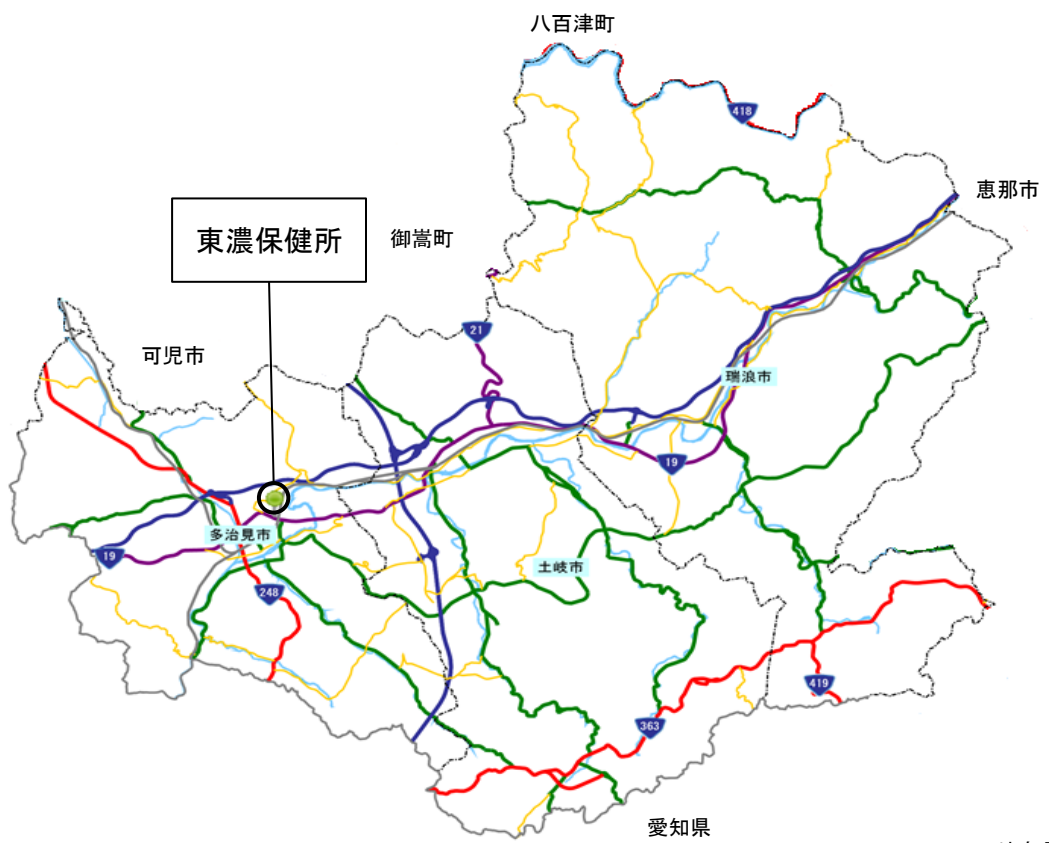 八百津町
418
恵那市
東濃保健所
御嵩町
21
可児市
瑞浪市
19
多治見市
19
土岐市
248
419
363
愛知県